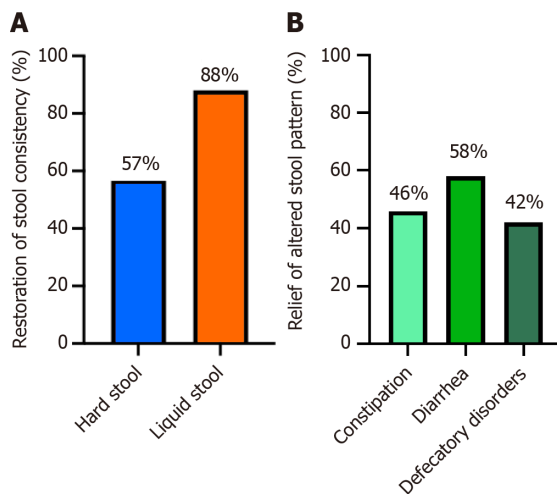 A
Restoration of stool consistency (%)
100
80
60
40
20
0
57%
88%
Hard stool
Liquid stool
B
Relief of altered stool pattern (%)
100
80
60
40
20
0
46%
58%
42%
Constipation
Diarrhea
Defecatory disorders